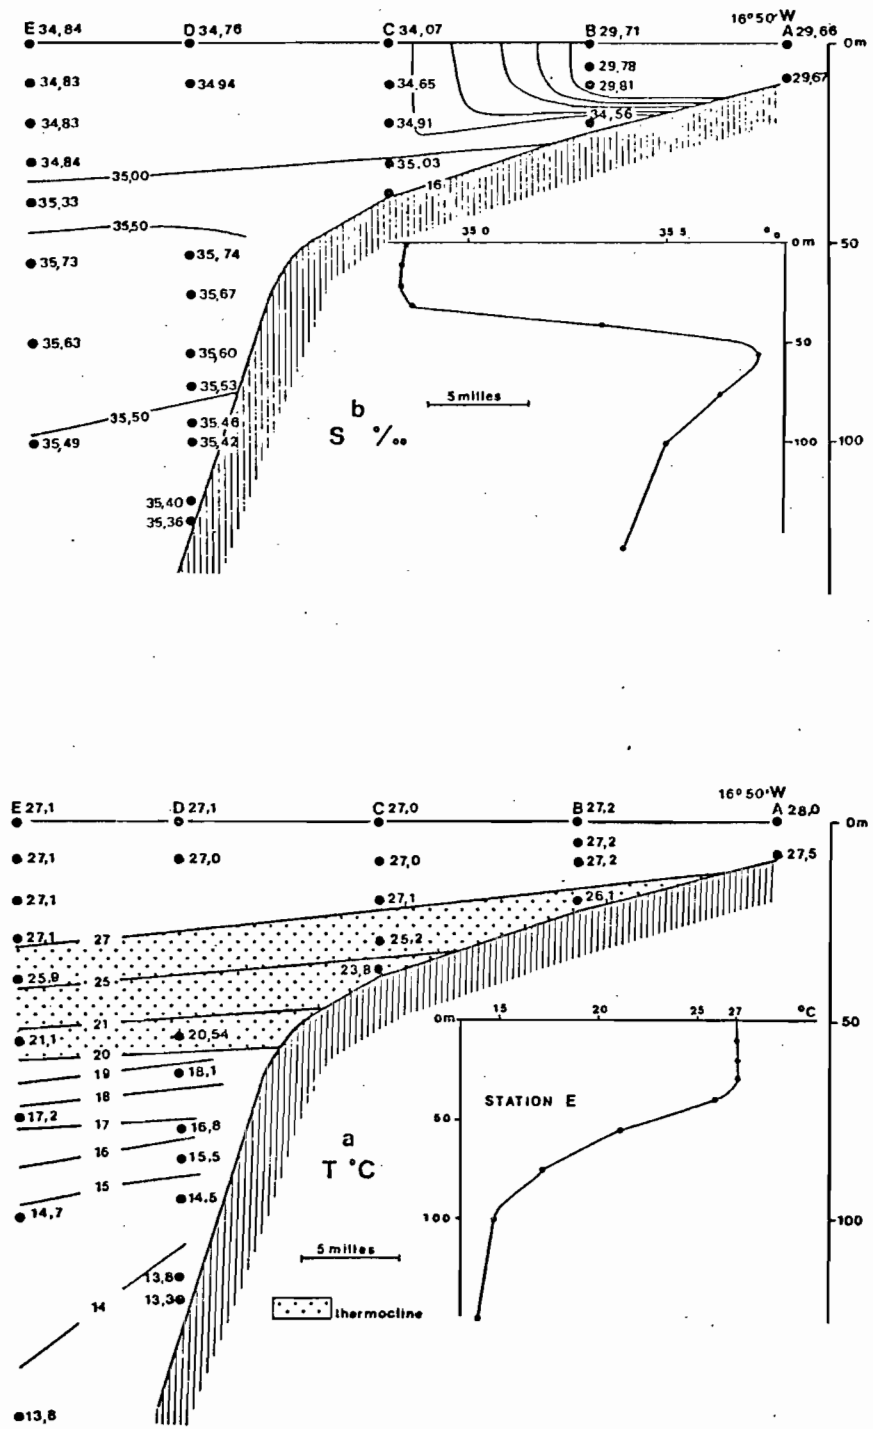 16°50'W
E 34,84 D 34,76 C 34,07 B 29,71 A 29,66
0m
29,78
34,83 34,94 34,65 29,81 29,67
34,83 34,91 34,56
34,84 35,03
35,00
16
35,33
35,50
35,0 35,5 °/₀₀
0m 50
35,73 35,74
35,67
35,63 35,60 50
35,53
5 milles
35,50
b
35,46
S °/₀₀
35,49 35,42 100 100
35,40
35,36
16°50'W
E 27,1 D 27,1 C 27,0 B 27,2 A 28,0
0m
27,2
27,1 27,0 27,0 27,2 27,5
27,1 27,1 26,1
27,1 27 25,2
23,8
25,9 25
15 20 25 27 °C
0m 50
21
21,1 20,54
20
19 18,1
18
STATION E
17,2 50
17 16,8
a
16 15,5
T °C
15 14,5
14,7 100 100
5 milles
13,8
14 13,3
thermocline
13,8